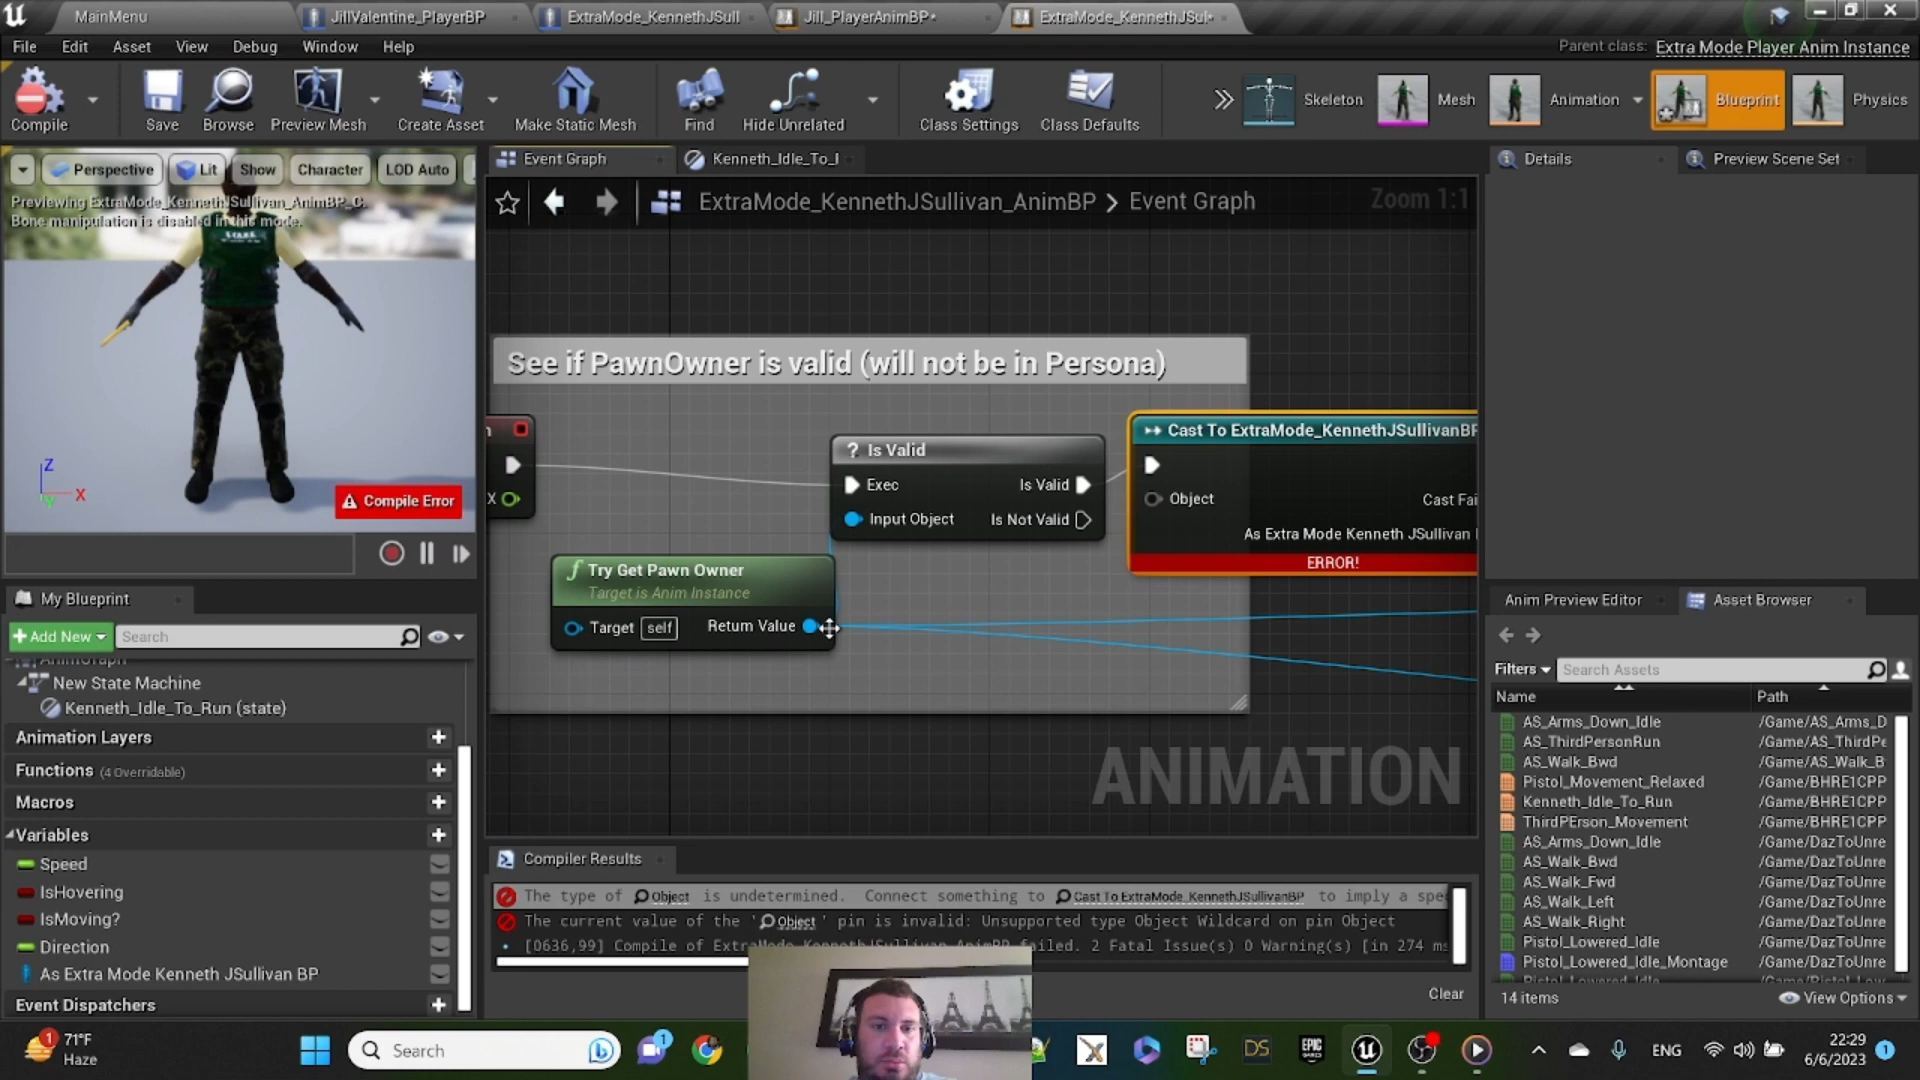 MainMenu
JillValentine_PlayerBP
ExtraMode_KennethJSull
Jill_PlayerAnimBP*
ExtraMode_KennethJSul*
File Edit Asset View Debug Window Help
Parent class: Extra Mode Player Anim Instance
Compile
Save
Browse
Preview Mesh
Create Asset
Make Static Mesh
Find
Hide Unrelated
Class Settings
Class Defaults
Skeleton
Mesh
Animation
Blueprint
Physics
Perspective
Lit
Show
Character
LOD Auto
Previewing ExtraMode_KennethJSullivan_AnimBP_C.
Bone manipulation is disabled in this mode.
STARS
Z
X
Y
Compile Error
Event Graph
Kenneth_Idle_To_
ExtraMode_KennethJSullivan_AnimBP > Event Graph
Zoom 1:1
See if PawnOwner is valid (will not be in Persona)
n
X
? Is Valid
Exec
Is Valid
Input Object
Is Not Valid
Cast To ExtraMode_KennethJSullivanBP
Object
Cast Fai
As Extra Mode Kenneth JSullivan
ERROR!
f Try Get Pawn Owner
Target is Anim Instance
Target self
Return Value
ANIMATION
Details
Preview Scene Set
My Blueprint
+ Add New
Search
AnimGraph
New State Machine
Kenneth_Idle_To_Run (state)
Animation Layers
Functions (4 Overridable)
Macros
Variables
Speed
IsHovering
IsMoving?
Direction
As Extra Mode Kenneth JSullivan BP
Event Dispatchers
Compiler Results
The type of Object is undetermined. Connect something to Cast To ExtraMode_KennethJSullivanBP to imply a spe
The current value of the 'Object' pin is invalid: Unsupported type Object Wildcard on pin Object
[0636,99] Compile of ExtraMode_KennethJSullivan_AnimBP failed. 2 Fatal Issue(s) 0 Warning(s) [in 274 ms
Clear
Anim Preview Editor
Asset Browser
Filters
Search Assets
Name Path
AS_Arms_Down_Idle /Game/AS_Arms_D
AS_ThirdPersonRun /Game/AS_ThirdPe
AS_Walk_Bwd /Game/AS_Walk_B
Pistol_Movement_Relaxed /Game/BHRE1CPP
Kenneth_Idle_To_Run /Game/BHRE1CPP
ThirdPErson_Movement /Game/BHRE1CPP
AS_Arms_Down_Idle /Game/DazToUnre
AS_Walk_Bwd /Game/DazToUnre
AS_Walk_Fwd /Game/DazToUnre
AS_Walk_Left /Game/DazToUnre
AS_Walk_Right /Game/DazToUnre
Pistol_Lowered_Idle /Game/DazToUnre
Pistol_Lowered_Idle_Montage /Game/DazToUnre
14 items
View Options
1
71°F
Haze
Search
1
DS
EPIC
GAMES
ENG
22:29
6/6/2023
1